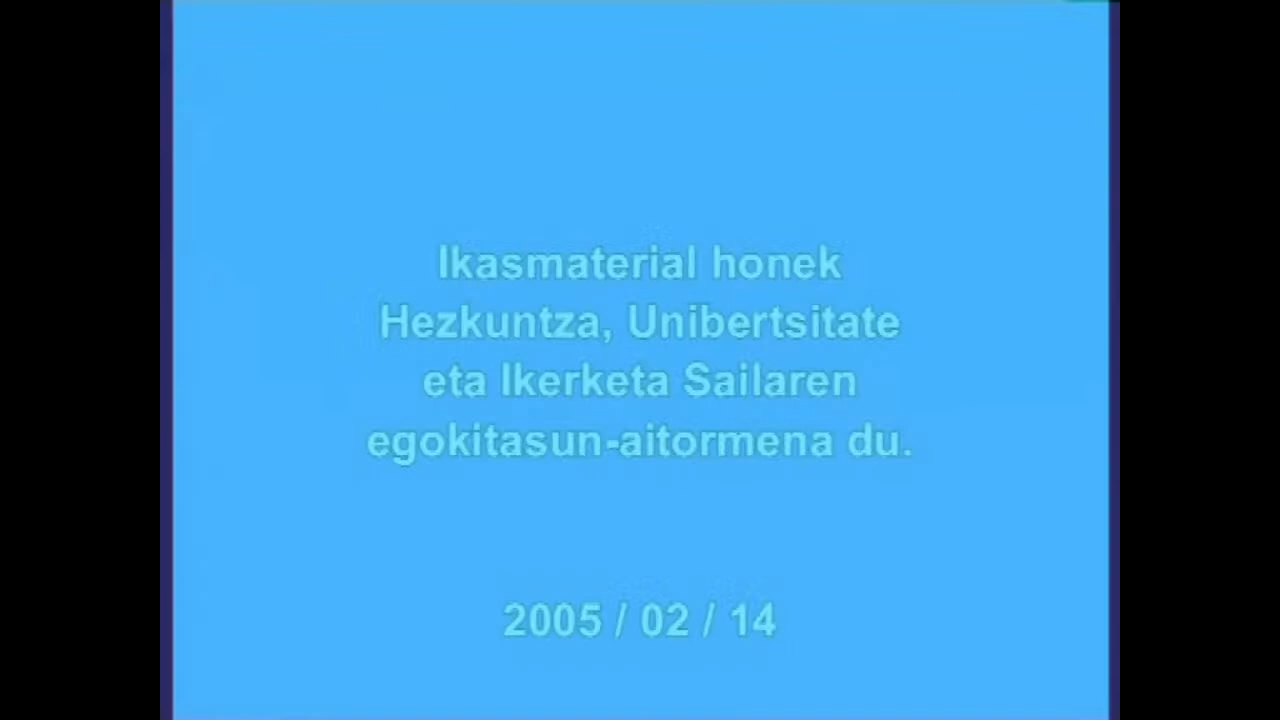 Ikasmaterial honek
Hezkuntza, Unibertsitate
eta Ikerketa Sailaren
egokitasun-aitormena du.
2005 / 02 / 14